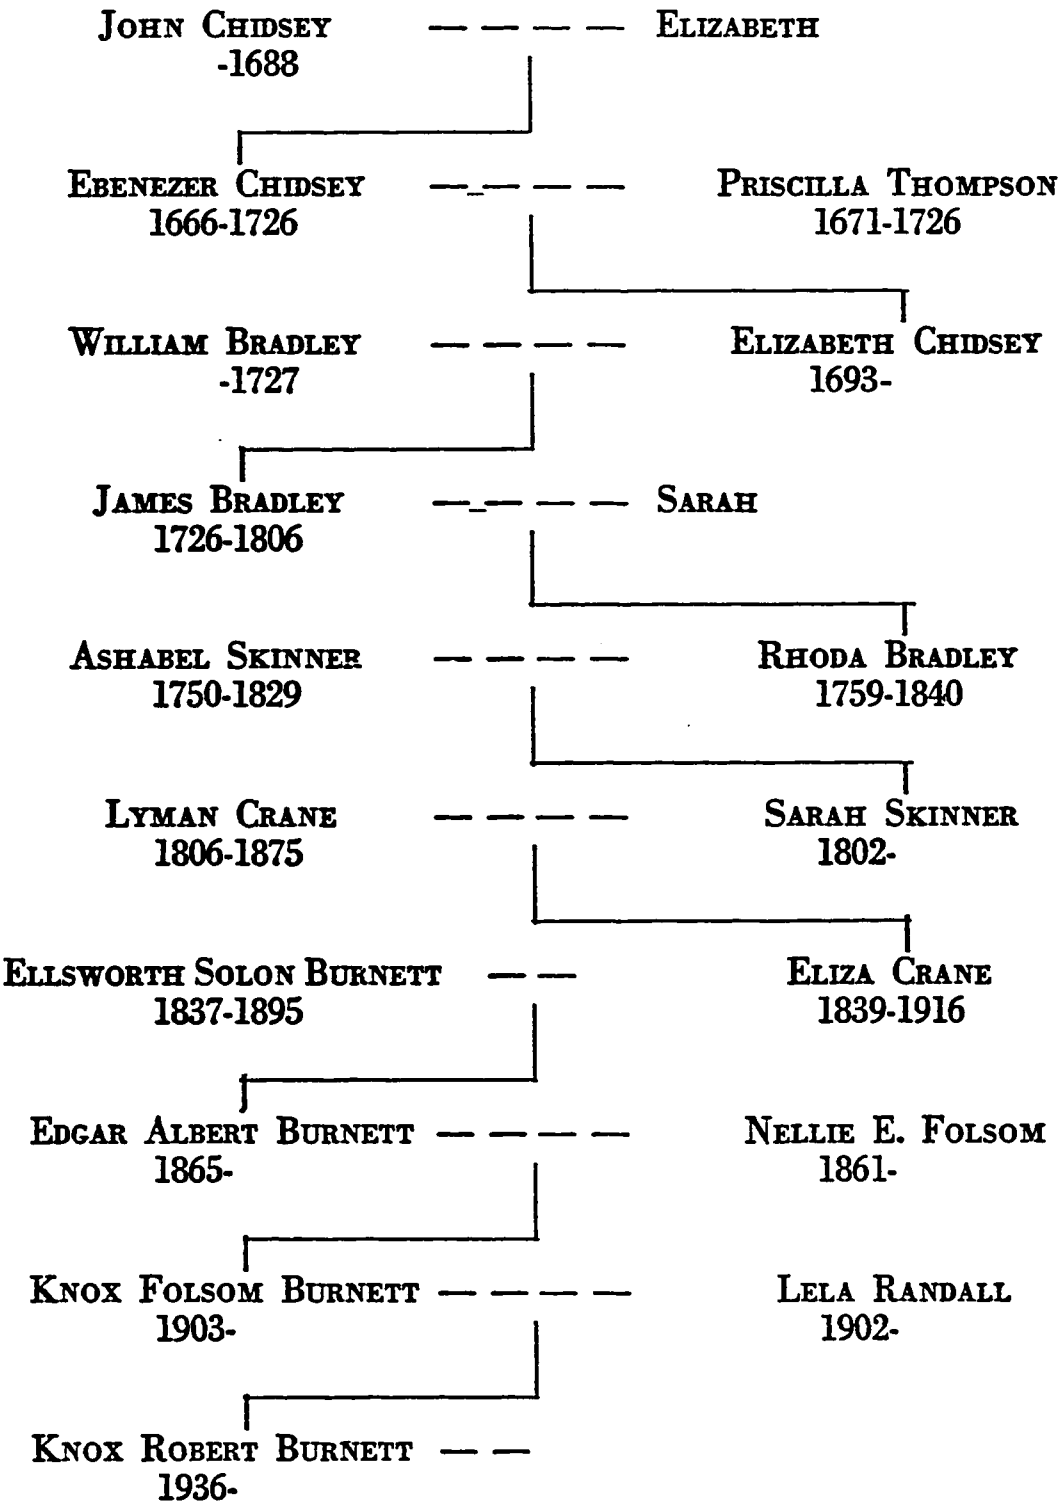 JOHN CHIDSEY — — — — ELIZABETH
-1688
EBENEZER CHIDSEY — — — — PRISCILLA THOMPSON
1666-1726 1671-1726
WILLIAM BRADLEY — — — — ELIZABETH CHIDSEY
-1727 1693-
JAMES BRADLEY — — — — SARAH
1726-1806
ASHABEL SKINNER — — — — RHODA BRADLEY
1750-1829 1759-1840
LYMAN CRANE — — — — SARAH SKINNER
1806-1875 1802-
ELLSWORTH SOLON BURNETT — — ELIZA CRANE
1837-1895 1839-1916
EDGAR ALBERT BURNETT — — — — NELLIE E. FOLSOM
1865- 1861-
KNOX FOLSOM BURNETT — — — — LELA RANDALL
1903- 1902-
KNOX ROBERT BURNETT — —
1936-